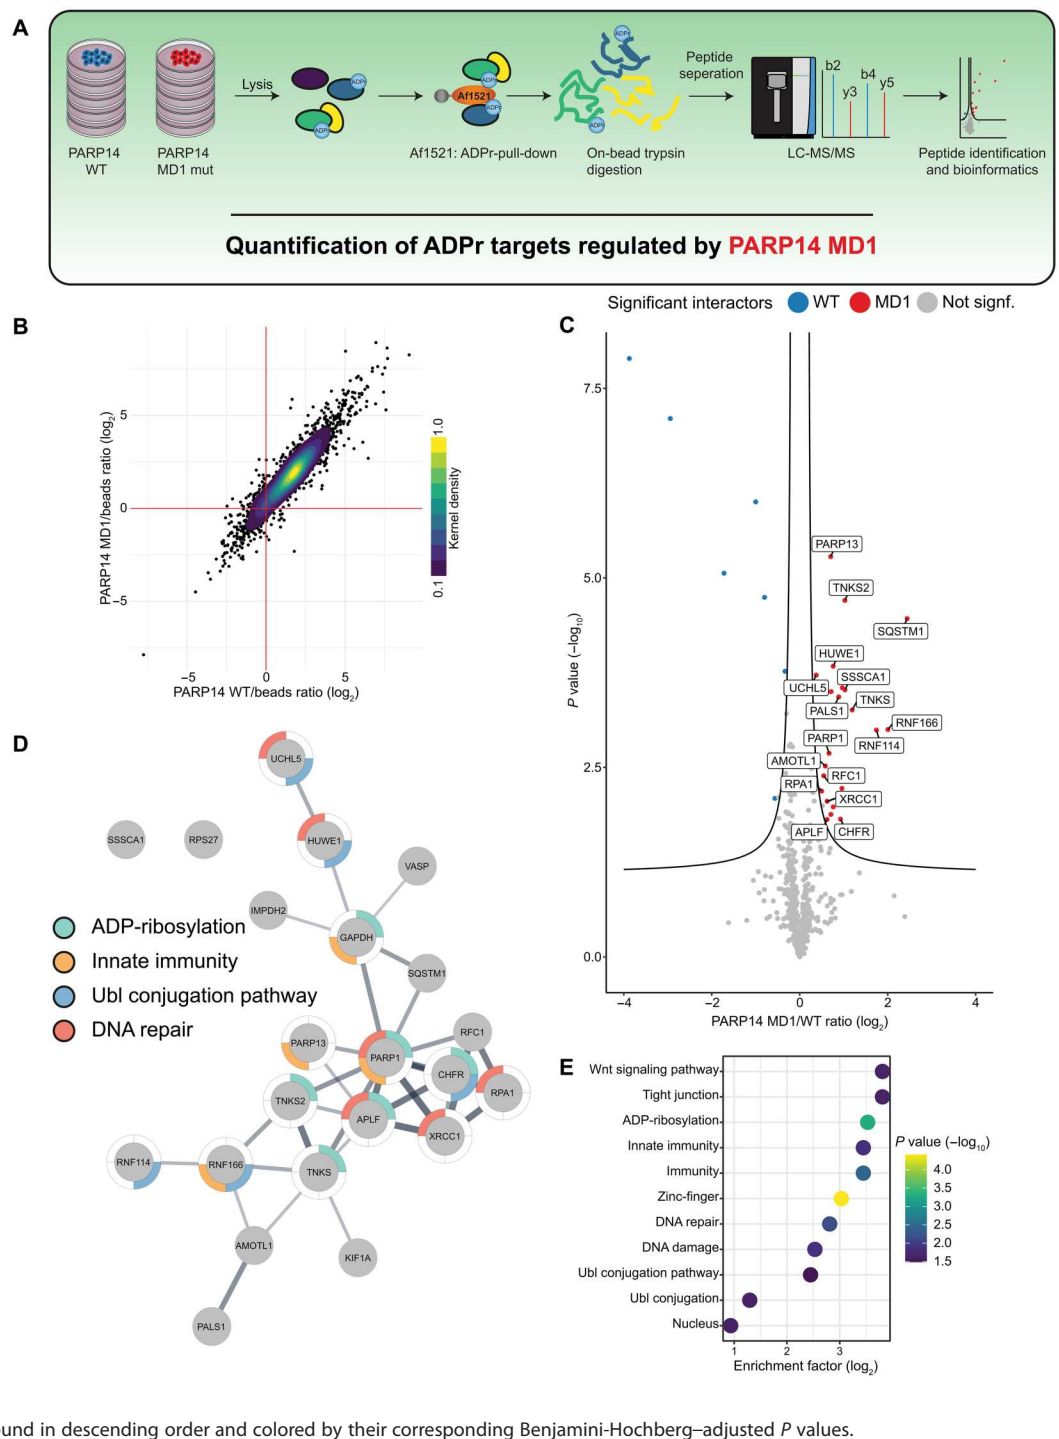 A
ADPr
Lysis
Peptide
seperation
b2
b4
y3
y5
ADPr
ADPr
ADPr
Af1521
ADPr
ADPr
PARP14
WT
PARP14
MD1 mut
Af1521: ADPr-pull-down
On-bead trypsin
digestion
LC-MS/MS
Peptide identification
and bioinformatics
Quantification of ADPr targets regulated by PARP14 MD1
B
PARP14 MD1/beads ratio (log2)
5
0
−5
−5
0
5
PARP14 WT/beads ratio (log2)
1.0
Kernel density
0.1
Significant interactors
WT
MD1
Not signf.
C
P value (−log10)
7.5
5.0
2.5
0.0
PARP13
TNKS2
SQSTM1
HUWE1
SSSCA1
UCHL5
TNKS
PALS1
RNF166
PARP1
RNF114
AMOTL1
RFC1
RPA1
XRCC1
APLF
CHFR
−4
−2
0
2
4
PARP14 MD1/WT ratio (log2)
D
UCHL5
SSSCA1
RPS27
HUWE1
VASP
IMPDH2
GAPDH
SQSTM1
ADP-ribosylation
Innate immunity
Ubl conjugation pathway
DNA repair
PARP13
PARP1
RFC1
CHFR
RPA1
TNKS2
APLF
XRCC1
RNF114
RNF166
TNKS
AMOTL1
KIF1A
PALS1
E
Wnt signaling pathway
Tight junction
ADP-ribosylation
Innate immunity
Immunity
Zinc-finger
DNA repair
DNA damage
Ubl conjugation pathway
Ubl conjugation
Nucleus
1
2
3
Enrichment factor (log2)
P value (−log10)
4.0
3.5
3.0
2.5
2.0
1.5
ound in descending order and colored by their corresponding Benjamini-Hochberg–adjusted P values.